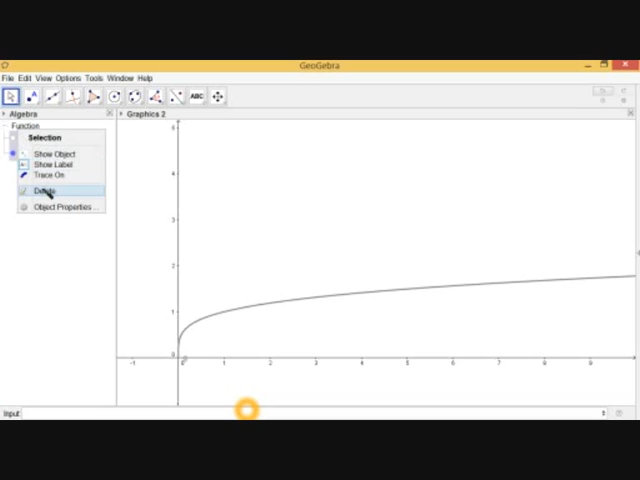 GeoGebra
File Edit View Options Tools Window Help
ABC
Algebra
Graphics 2
Function
Selection
Show Object
Show Label
Trace On
Delete
Object Properties ...
5
4
3
2
1
0
-1 0 1 2 3 4 5 6 7 8 9
Input: